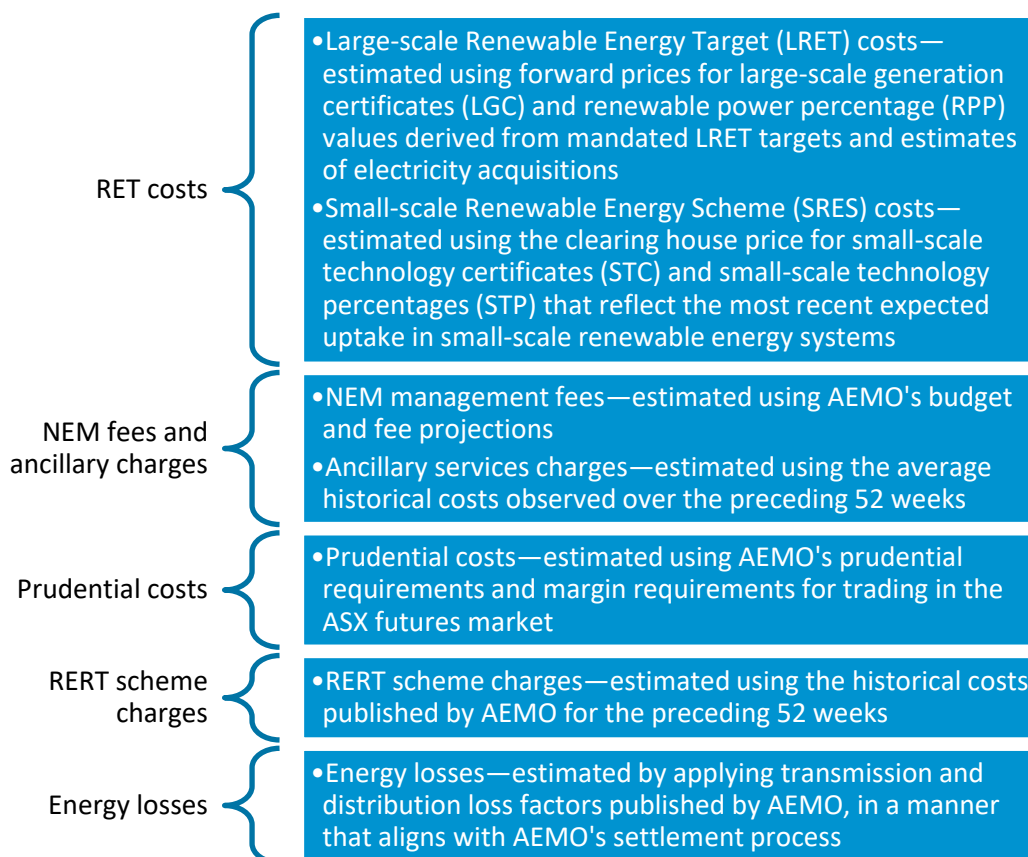 RET costs
•Large-scale Renewable Energy Target (LRET) costs—
estimated using forward prices for large-scale generation
certificates (LGC) and renewable power percentage (RPP)
values derived from mandated LRET targets and estimates
of electricity acquisitions
•Small-scale Renewable Energy Scheme (SRES) costs—
estimated using the clearing house price for small-scale
technology certificates (STC) and small-scale technology
percentages (STP) that reflect the most recent expected
uptake in small-scale renewable energy systems
NEM fees and
ancillary charges
•NEM management fees—estimated using AEMO's budget
and fee projections
•Ancillary services charges—estimated using the average
historical costs observed over the preceding 52 weeks
Prudential costs
•Prudential costs—estimated using AEMO's prudential
requirements and margin requirements for trading in the
ASX futures market
RERT scheme
charges
•RERT scheme charges—estimated using the historical costs
published by AEMO for the preceding 52 weeks
Energy losses
•Energy losses—estimated by applying transmission and
distribution loss factors published by AEMO, in a manner
that aligns with AEMO's settlement process